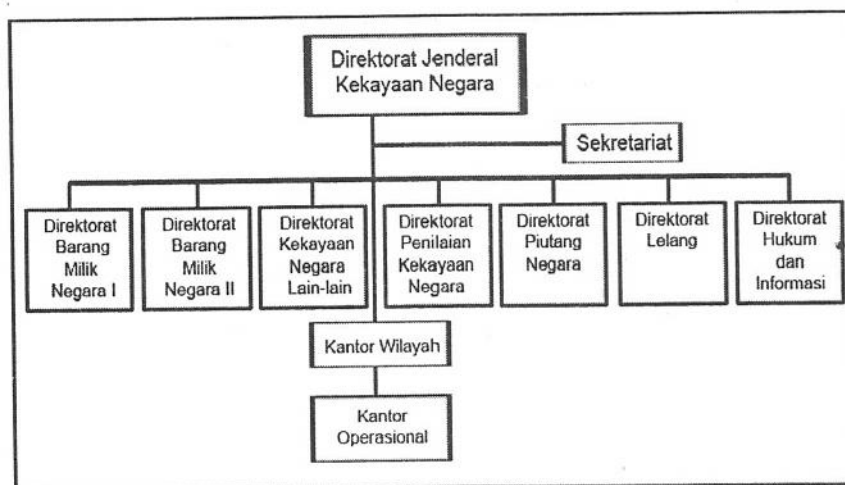 Direktorat Jenderal
Kekayaan Negara
Sekretariat
Direktorat
Barang
Milik
Negara I
Direktorat
Barang
Milik
Negara II
Direktorat
Kekayaan
Negara
Lain-lain
Direktorat
Penilaian
Kekayaan
Negara
Direktorat
Piutang
Negara
Direktorat
Lelang
Direktorat
Hukum
dan
Informasi
Kantor Wilayah
Kantor
Operasional